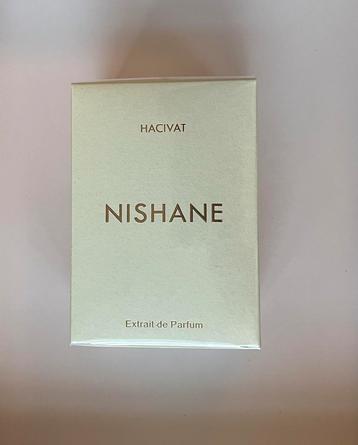 HACIVAT
NISHANE
Extrait de Parfum